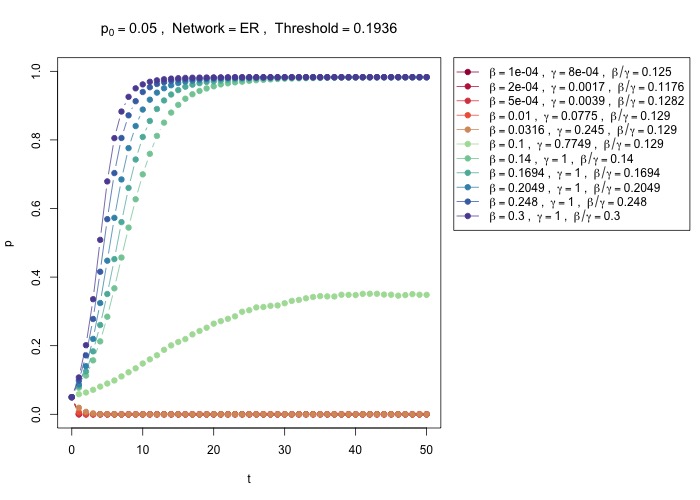 p0 = 0.05 , Network = ER , Threshold = 0.1936
1.0
0.8
0.6
0.4
0.2
0.0
p
0 10 20 30 40 50
t
β = 1e-04 , γ = 8e-04 , β/γ = 0.125
β = 2e-04 , γ = 0.0017 , β/γ = 0.1176
β = 5e-04 , γ = 0.0039 , β/γ = 0.1282
β = 0.01 , γ = 0.0775 , β/γ = 0.129
β = 0.0316 , γ = 0.245 , β/γ = 0.129
β = 0.1 , γ = 0.7749 , β/γ = 0.129
β = 0.14 , γ = 1 , β/γ = 0.14
β = 0.1694 , γ = 1 , β/γ = 0.1694
β = 0.2049 , γ = 1 , β/γ = 0.2049
β = 0.248 , γ = 1 , β/γ = 0.248
β = 0.3 , γ = 1 , β/γ = 0.3